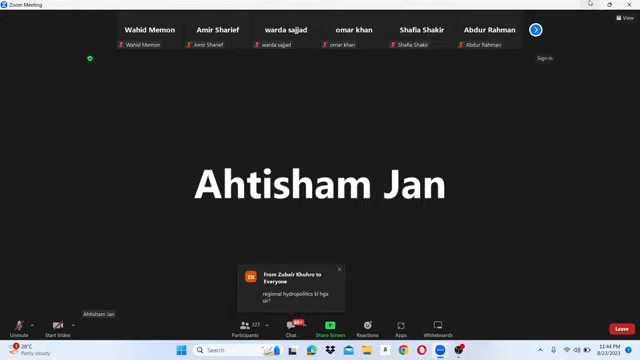 Zoom Meeting
View
Wahid Memon
Amir Sharief
warda sajjad
omar khan
Shafia Shakir
Abdur Rahman
Wahid Memon
Amir Sharief
warda sajjad
omar khan
Shafia Shakir
Abdur Rahman
Sign in
Ahtisham Jan
ZK
From Zubair Khuhro to
Everyone
regional hydropolitics kl hga
sir?
Ahtisham Jan
227
99+
Unmute
Start Video
Participants
Chat
Share Screen
Reactions
Apps
Whiteboards
Leave
28°C
Partly cloudy
Search
11:44 PM
8/23/2023